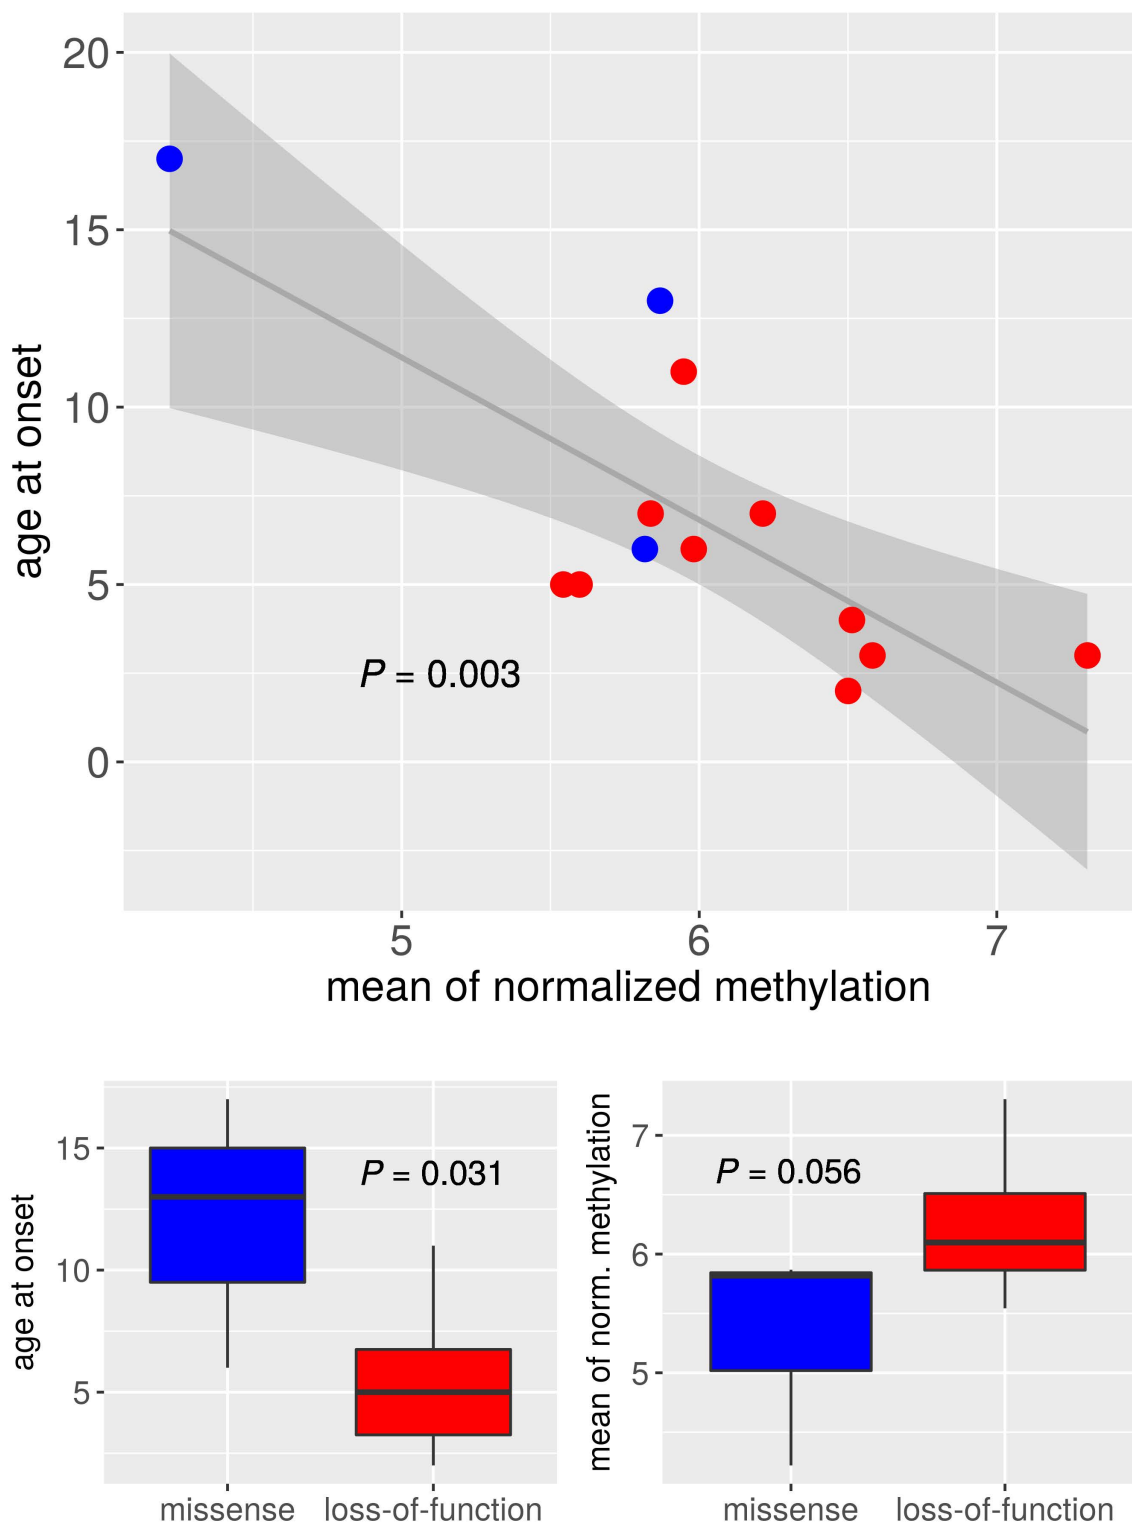 20
15
10
5
0
age at onset
P = 0.003
5 6 7
mean of normalized methylation
15
10
5
age at onset
P = 0.031
missense loss-of-function
7
6
5
mean of norm. methylation
P = 0.056
missense loss-of-function